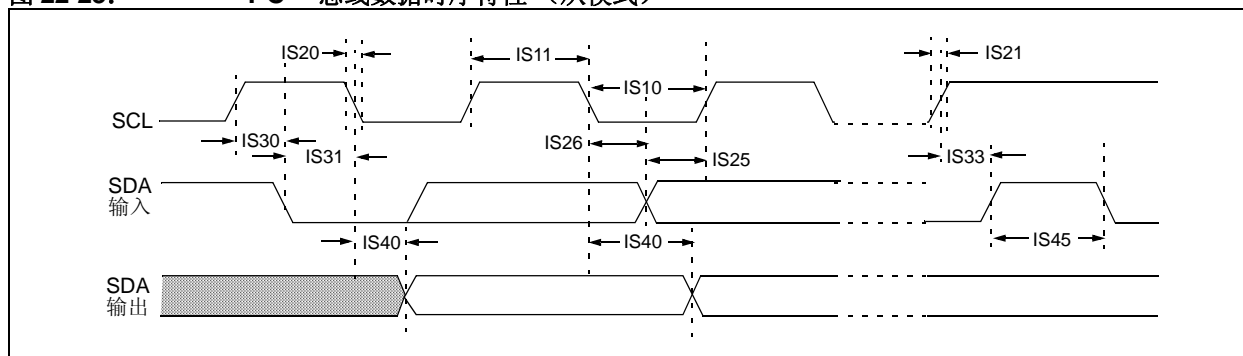 IS20
IS11
IS21
IS10
SCL
IS30
IS31
IS26
IS25
IS33
SDA
输入
IS40
IS40
IS45
SDA
输出